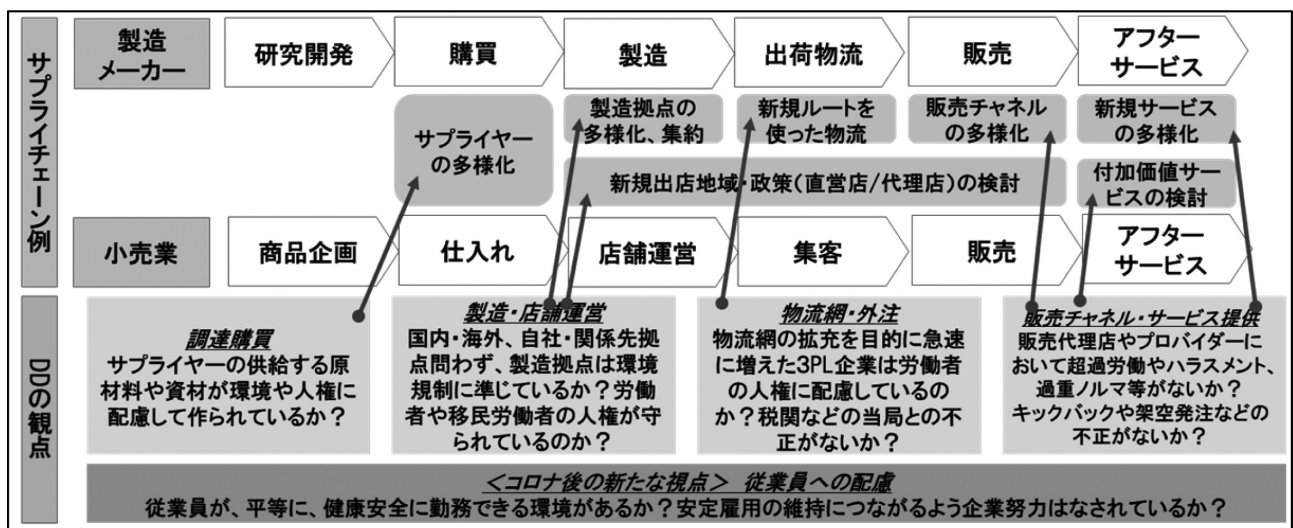 サプライチェーン例
製造
メーカー
研究開発
購買
製造
出荷物流
販売
アフター
サービス
サプライヤー
の多様化
製造拠点の
多様化、集約
新規ルートを
使った物流
販売チャネル
の多様化
新規サービス
の多様化
新規出店地域・政策(直営店/代理店)の検討
付加価値サー
ビスの検討
小売業
商品企画
仕入れ
店舗運営
集客
販売
アフター
サービス
DDの観点
調達購買
サプライヤーの供給する原
材料や資材が環境や人権に
配慮して作られているか?
製造・店舗運営
国内・海外、自社・関係先拠
点問わず、製造拠点は環境
規制に準じているか?労働
者や移民労働者の人権が守
られているのか?
物流網・外注
物流網の拡充を目的に急速
に増えた3PL企業は労働者
の人権に配慮しているの
か?税関などの当局との不
正がないか?
販売チャネル・サービス提供
販売代理店やプロバイダーに
おいて超過労働やハラスメント、
過重ノルマ等がないか?
キックバックや架空発注などの
不正がないか?
<コロナ後の新たな視点> 従業員への配慮
従業員が、平等に、健康安全に勤務できる環境があるか?安定雇用の維持につながるよう企業努力はなされているか?